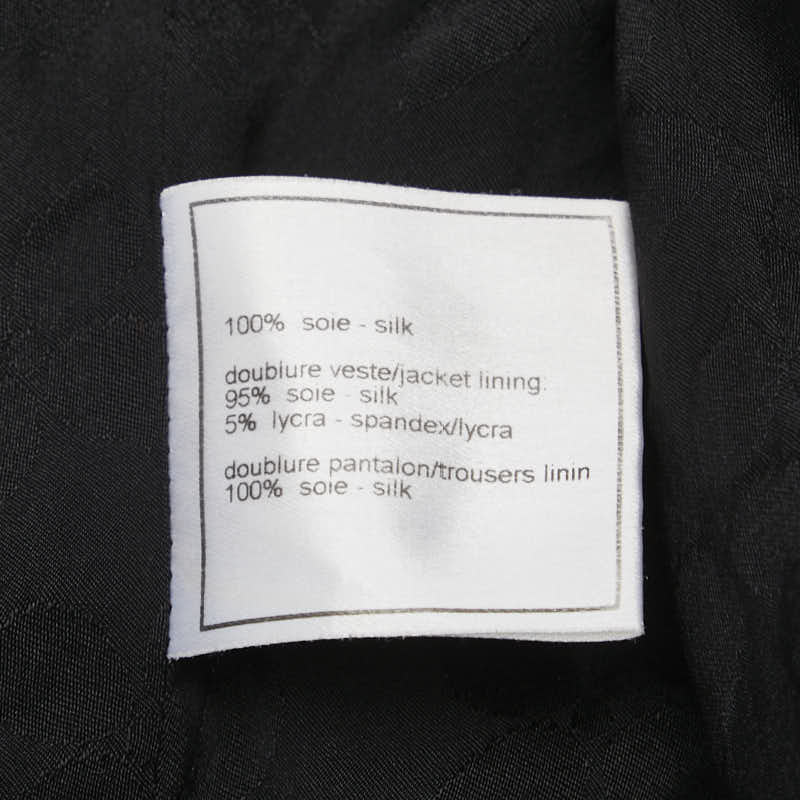 100% soie - silk
doublure veste/jacket lining:
95% soie - silk
5% lycra - spandex/lycra
doublure pantalon/trousers linin
100% soie - silk